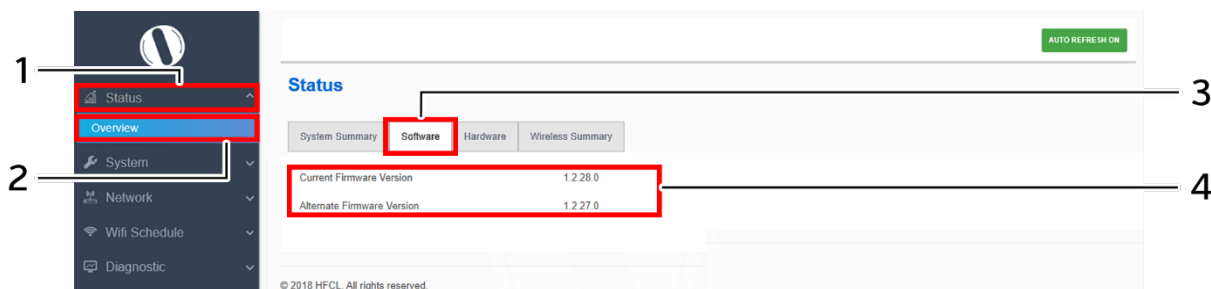 AUTO REFRESH ON
1
Status
Status
3
Overview
System Summary Software Hardware Wireless Summary
2
System
Current Firmware Version 1.2.28.0
4
Network
Alternate Firmware Version 1.2.27.0
Wifi Schedule
Diagnostic
© 2018 HFCL. All rights reserved.